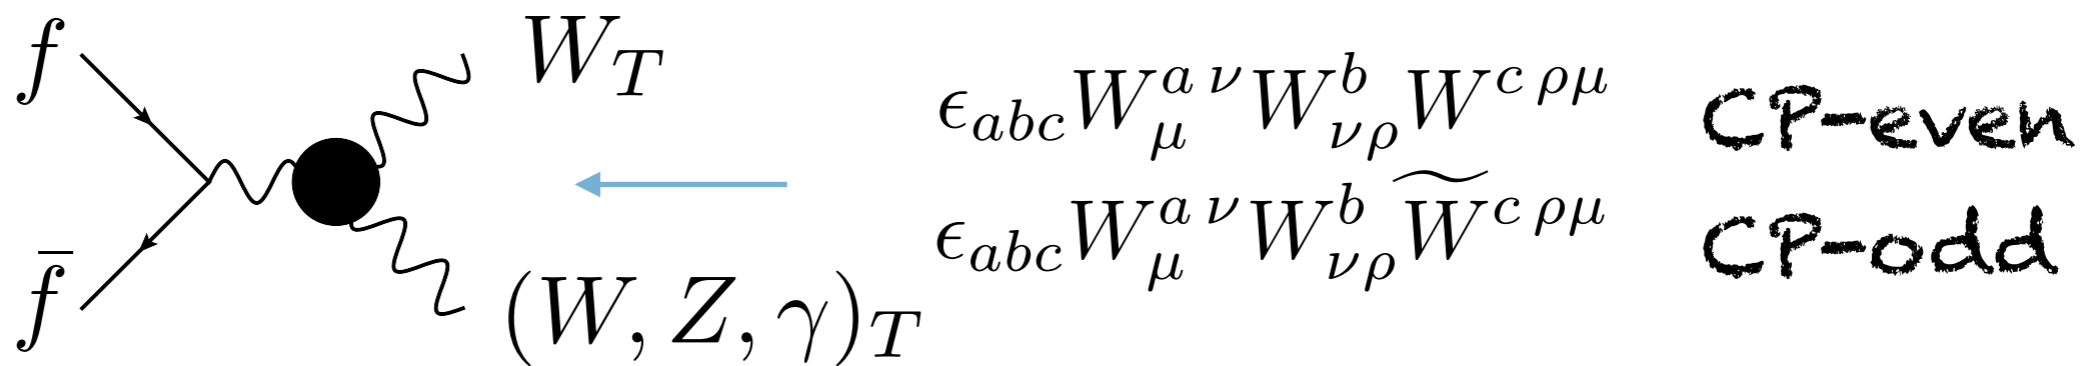 f
W_T
ϵ_{abc}W_μ^{a ν}W_{νρ}^b W^{c ρμ} CP-even
ϵ_{abc}W_μ^{a ν}W_{νρ}^b \widetilde{W}^{c ρμ} CP-odd
\bar{f}
(W, Z, γ)_T